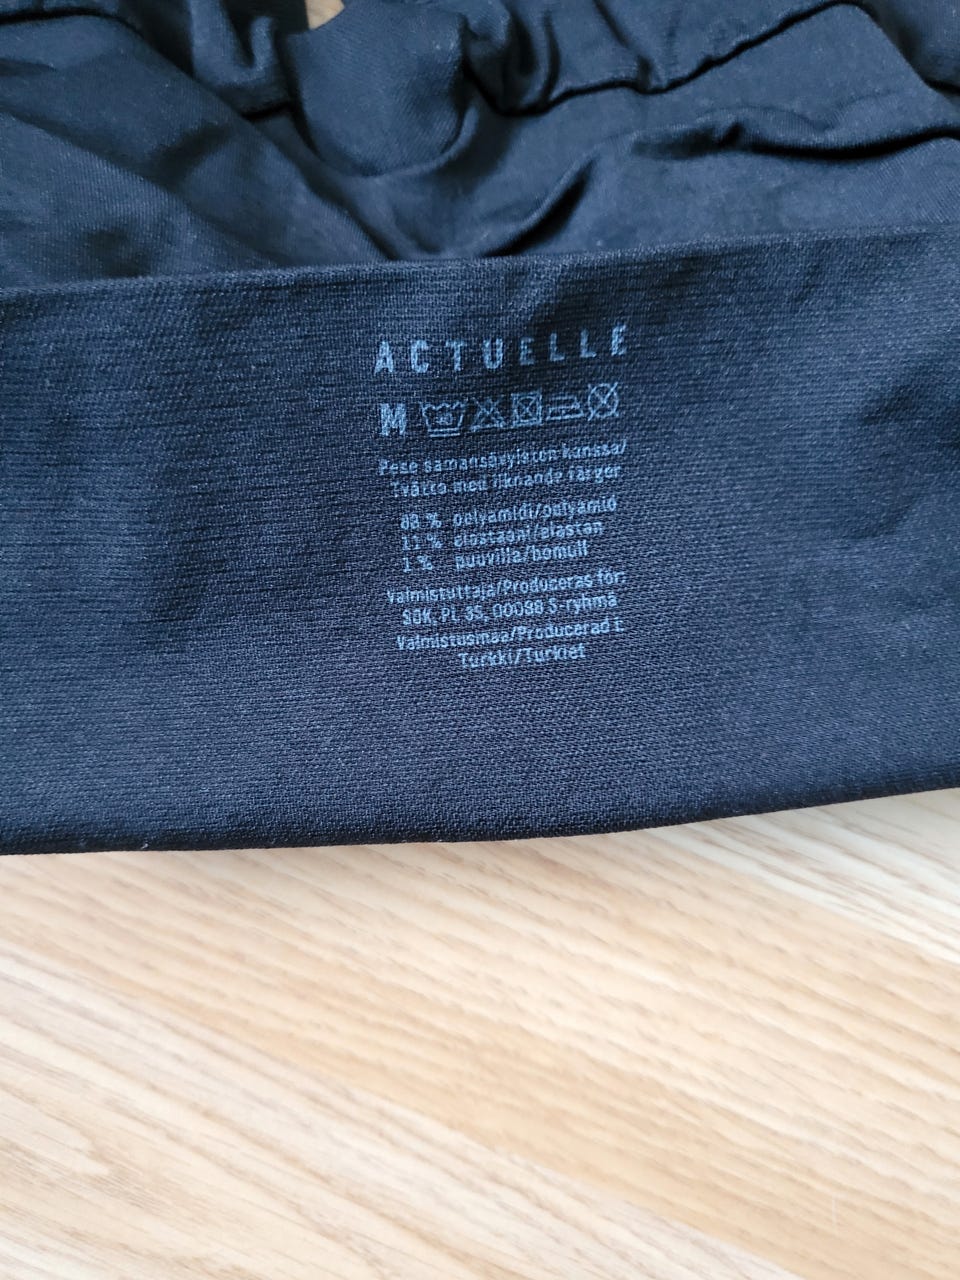 ACTUELLE
M
Pese samansävyisten kanssa/
Tvätta med liknande färger
88 % polyamidi/polyamid
11 % elastaani/elastan
1 % puuvilla/bomull
Valmistuttaja/Produceras för:
SOK, PL 35, 00088 S-ryhmä
Valmistusmaa/Producerad i:
Turkki/Turkiet